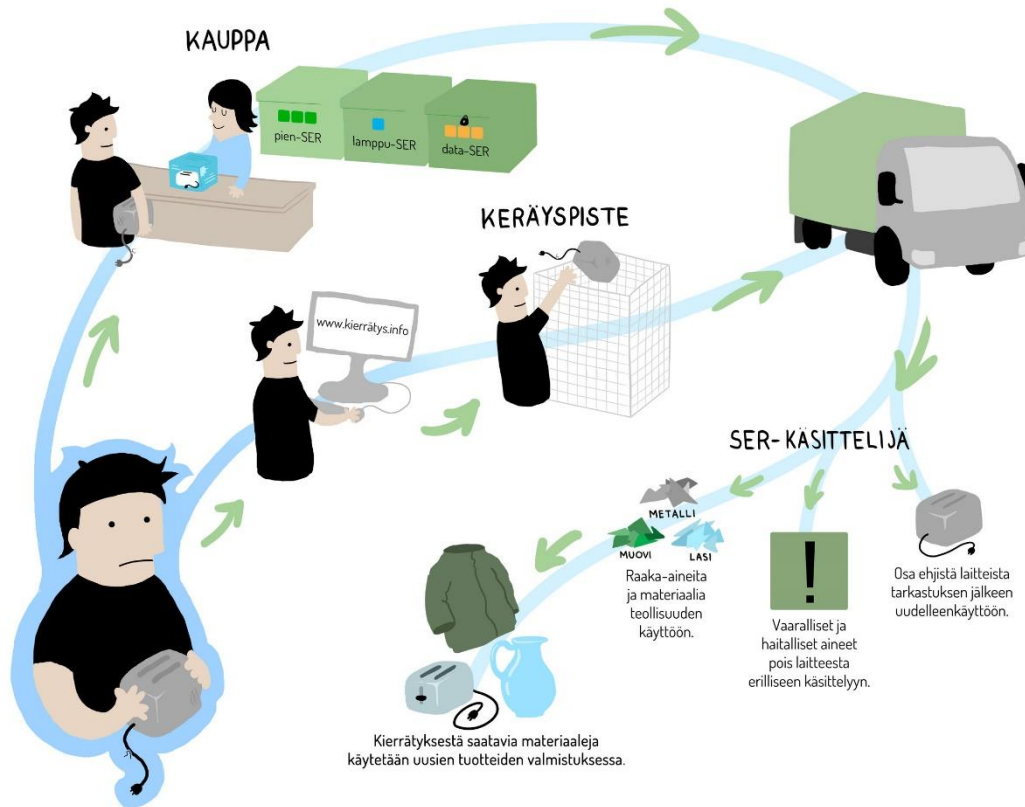 KAUPPA
pien-SER
lamppu-SER
data-SER
KERÄYSPISTE
www.kierrätys.info
SER-KÄSITTELIJÄ
METALLI
MUOVI
LASI
Raaka-aineita
ja materiaalia
teollisuuden
käyttöön.
!
Vaaralliset ja
haitalliset aineet
pois laitteesta
erilliseen käsittelyyn.
Osa ehjistä laitteista
tarkastuksen jälkeen
uudelleenkäyttöön.
Kierrätyksestä saatavia materiaaleja
käytetään uusien tuotteiden valmistuksessa.